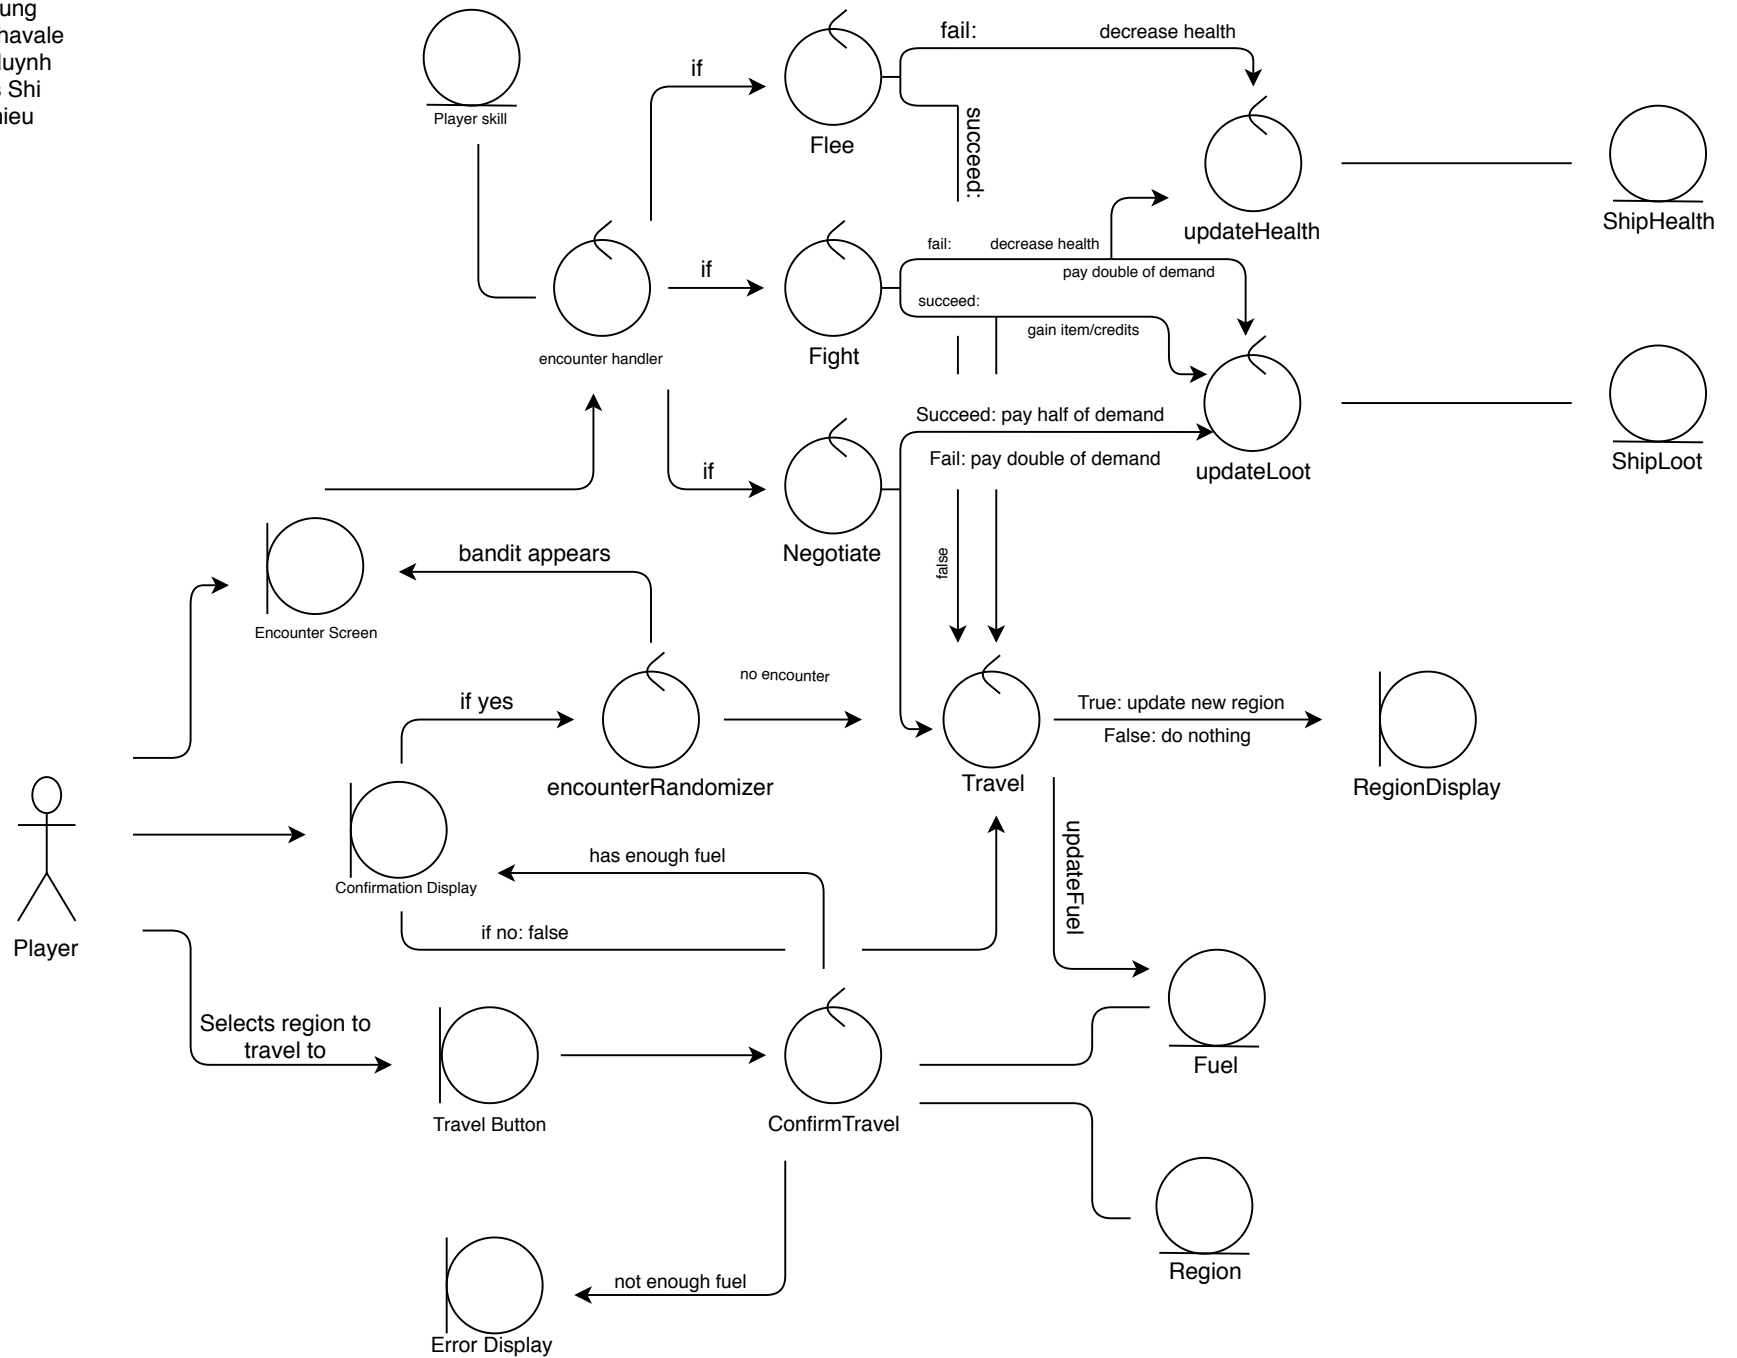 ung
havale
luynh
s Shi
hieu
Player skill
if
Flee
fail:
decrease health
succeed:
updateHealth
ShipHealth
encounter handler
if
Fight
fail:
decrease health
pay double of demand
succeed:
gain item/credits
if
Negotiate
Succeed: pay half of demand
Fail: pay double of demand
updateLoot
ShipLoot
false
bandit appears
Encounter Screen
if yes
encounterRandomizer
no encounter
Travel
True: update new region
False: do nothing
RegionDisplay
Player
Confirmation Display
has enough fuel
if no: false
updateFuel
Selects region to
travel to
Travel Button
ConfirmTravel
Fuel
Region
not enough fuel
Error Display